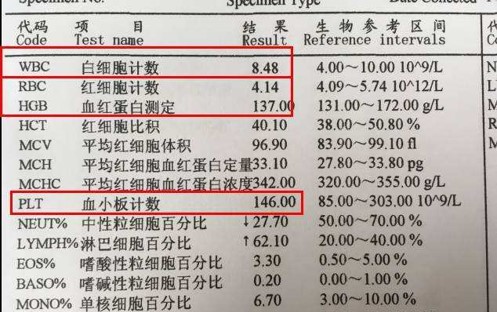 Specimen No. Specimen Type Date Collected
代码 项 目 结 果 生 物 参 考 区 间 代
Code Test name Result Reference intervals Co
WBC 白细胞计数 8.48 4.00～10.00 10^9/L
RBC 红细胞计数 4.14 4.09～5.74 10^12/L N
HGB 血红蛋白测定 137.00 131.00～172.00 g/L M
HCT 红细胞比积 40.10 38.00～50.80 %
MCV 平均红细胞体积 96.90 83.90～99.10 fl
MCH 平均红细胞血红蛋白定量 33.10 27.80～33.80 pg
MCHC 平均红细胞血红蛋白浓度 342.00 320.00～355.00 g/L
PLT 血小板计数 146.00 85.00～303.00 10^9/L
NEUT% 中性粒细胞百分比 ↓27.70 50.00～70.00 %
LYMPH% 淋巴细胞百分比 ↑62.10 20.00～40.00 %
EOS% 嗜酸性粒细胞百分比 3.30 0.50～5.00 %
BASO% 嗜碱性粒细胞百分比 0.20 0.00～1.00 %
MONO% 单核细胞百分比 6.70 3.00～10.00 %